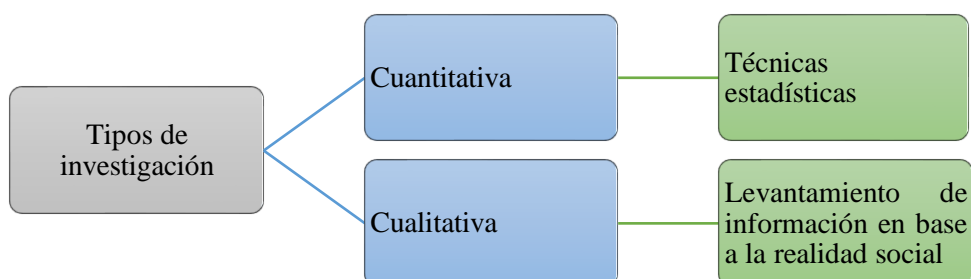 Tipos de
investigación
Cuantitativa
Técnicas
estadísticas
Cualitativa
Levantamiento de
información en base
a la realidad social